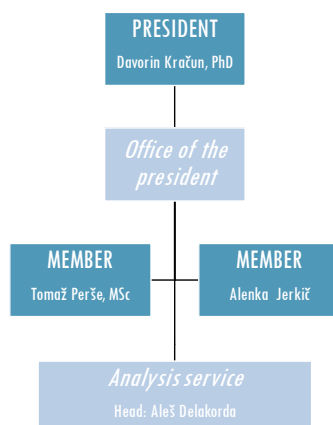 PRESIDENT
Davorin Kračun, PhD
Office of the
president
MEMBER
Tomaž Perše, MSc
MEMBER
Alenka Jerkič
Analysis service
Head: Aleš Delakorda